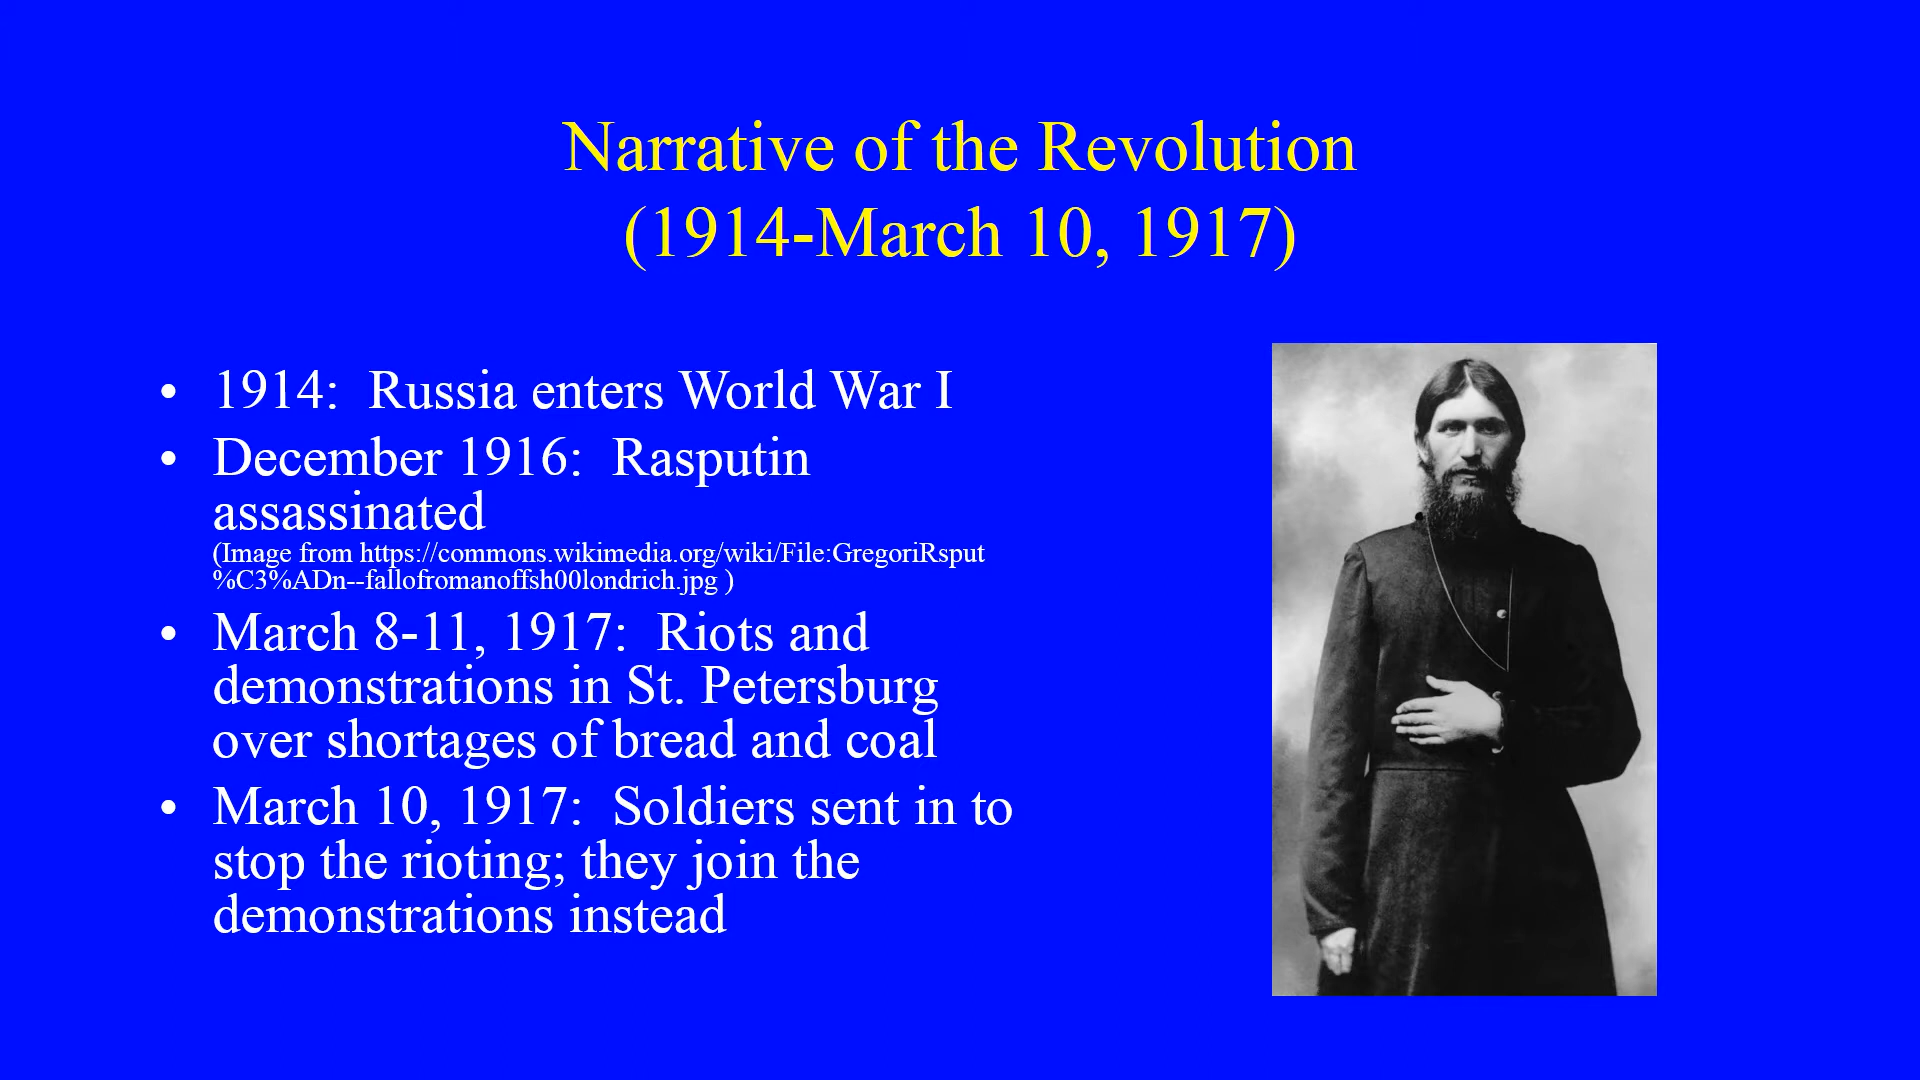 Narrative of the Revolution
(1914-March 10, 1917)
• 1914:  Russia enters World War I
• December 1916:  Rasputin
assassinated
(Image from https://commons.wikimedia.org/wiki/File:GregoriRsput
%C3%ADn--fallofromanoffsh00londrich.jpg )
• March 8-11, 1917:  Riots and
demonstrations in St. Petersburg
over shortages of bread and coal
• March 10, 1917:  Soldiers sent in to
stop the rioting; they join the
demonstrations instead